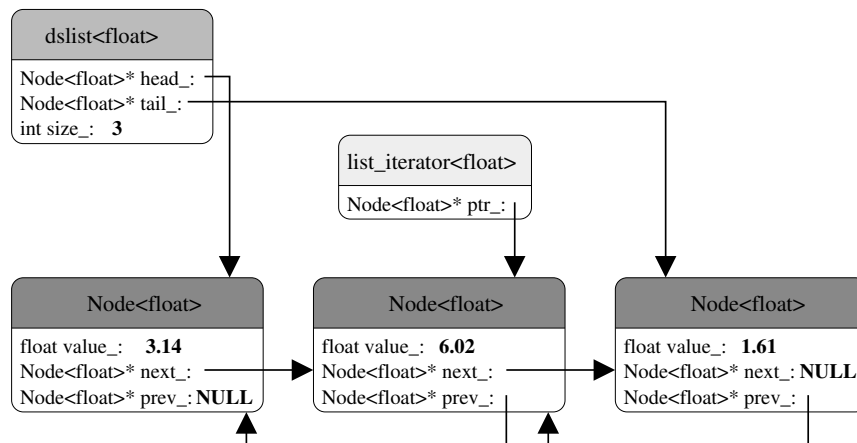 dslist<float>
Node<float>* head_:
Node<float>* tail_:
int size_: 3
list_iterator<float>
Node<float>* ptr_:
Node<float>
float value_: 3.14
Node<float>* next_:
Node<float>* prev_: NULL
Node<float>
float value_: 6.02
Node<float>* next_:
Node<float>* prev_:
Node<float>
float value_: 1.61
Node<float>* next_: NULL
Node<float>* prev_: